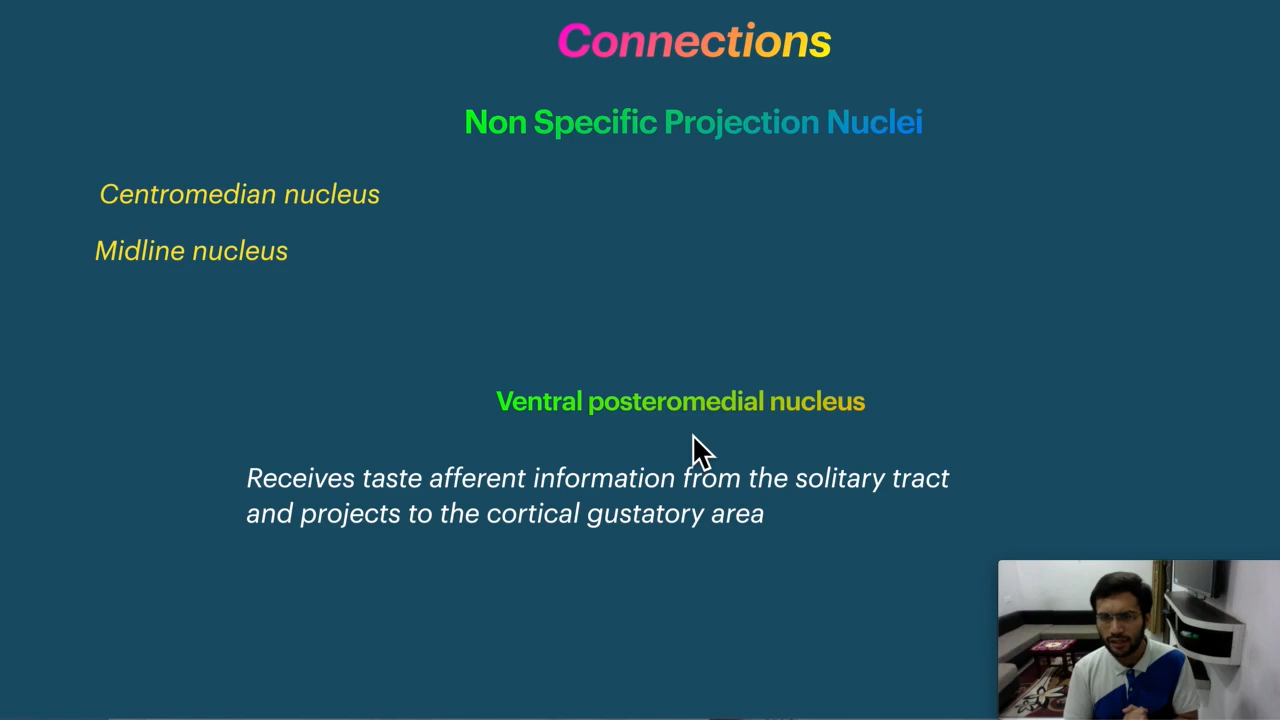 Connections
Non Specific Projection Nuclei
Centromedian nucleus
Midline nucleus
Ventral posteromedial nucleus
Receives taste afferent information from the solitary tract
and projects to the cortical gustatory area